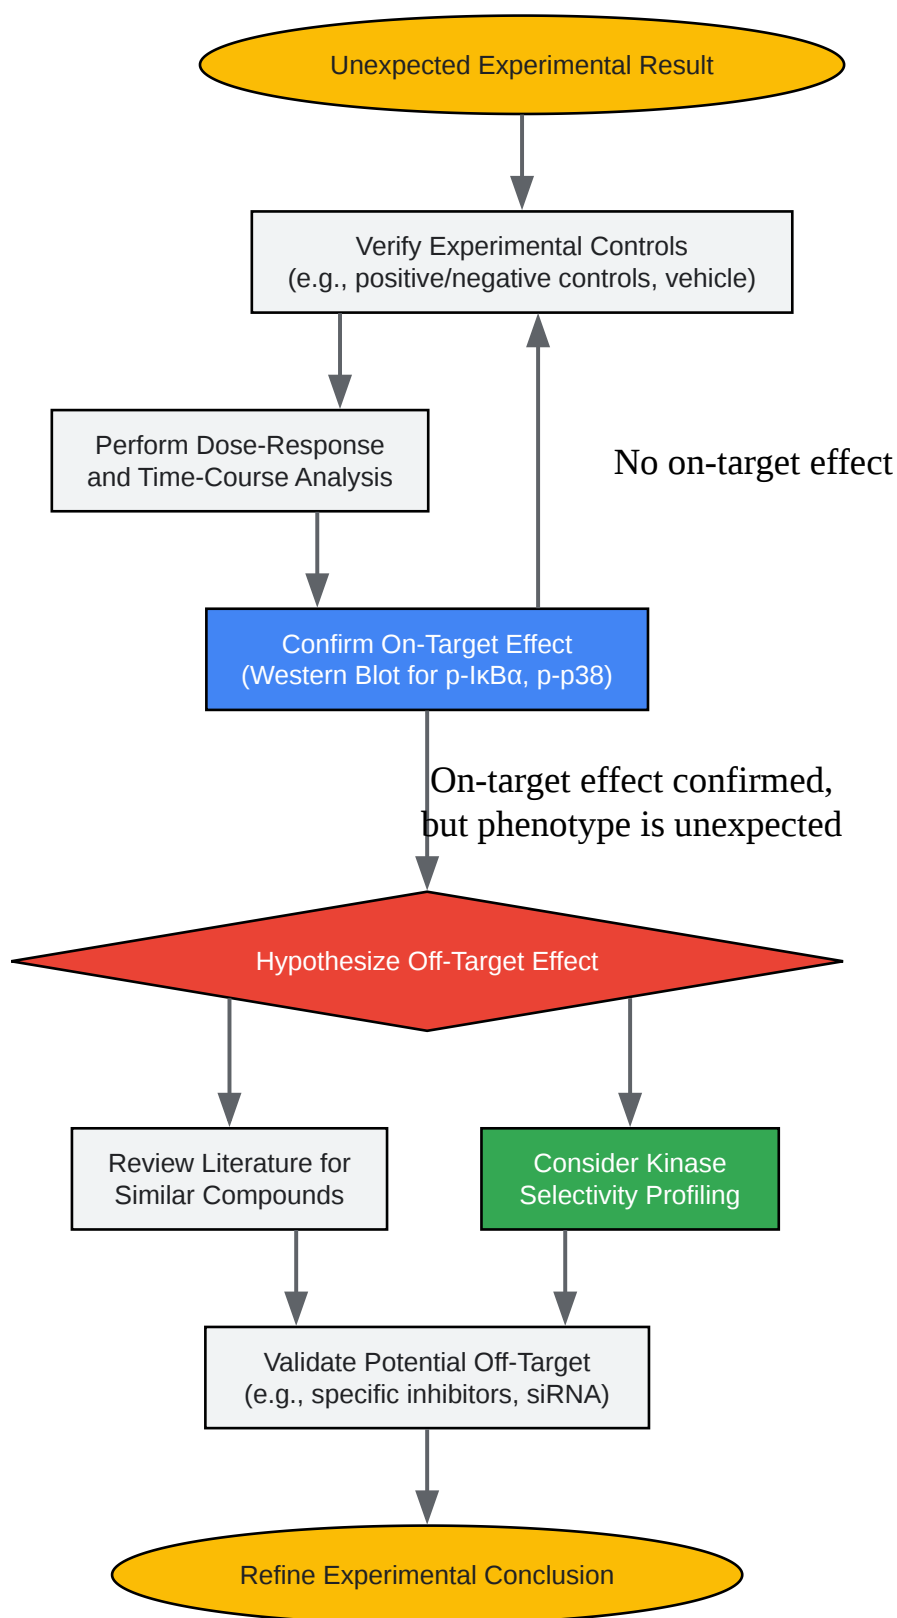 Unexpected Experimental Result
Verify Experimental Controls
(e.g., positive/negative controls, vehicle)
Perform Dose-Response
and Time-Course Analysis
No on-target effect
Confirm On-Target Effect
(Western Blot for p-IκBα, p-p38)
On-target effect confirmed,
but phenotype is unexpected
Hypothesize Off-Target Effect
Review Literature for
Similar Compounds
Consider Kinase
Selectivity Profiling
Validate Potential Off-Target
(e.g., specific inhibitors, siRNA)
Refine Experimental Conclusion